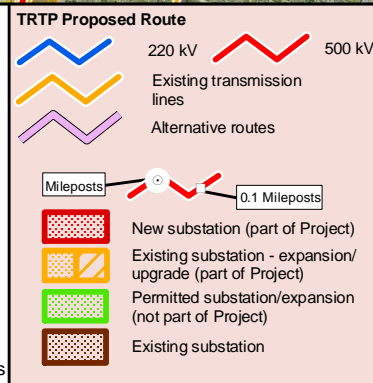 TRTP Proposed Route
220 kV
500 kV
Existing transmission
lines
Alternative routes
Mileposts
0.1 Mileposts
New substation (part of Project)
Existing substation - expansion/
upgrade (part of Project)
Permitted substation/expansion
(not part of Project)
Existing substation
s